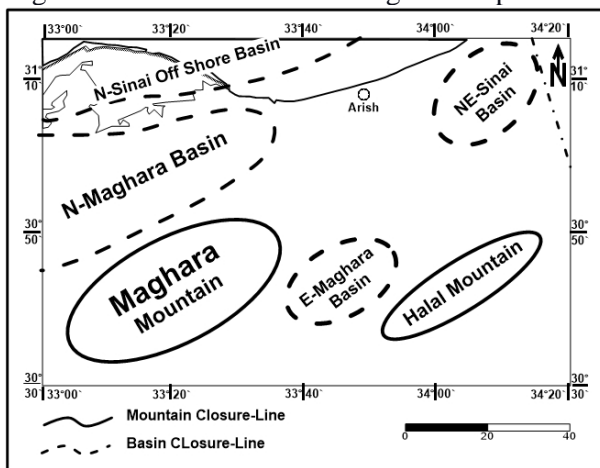 33°00` 33°20` 33°40` 34°00` 34°20`
31° 10` 31° 10`
N
N-Sinai Off Shore Basin
Arish
NE-Sinai
Basin
N-Maghara Basin
30° 50` 30° 50`
Maghara
Mountain
E-Maghara
Basin
Halal Mountain
30° 30` 30° 30`
33°00` 33°20` 33°40` 34°00` 34°20`
Mountain Closure-Line
Basin CLosure-Line
0 20 40